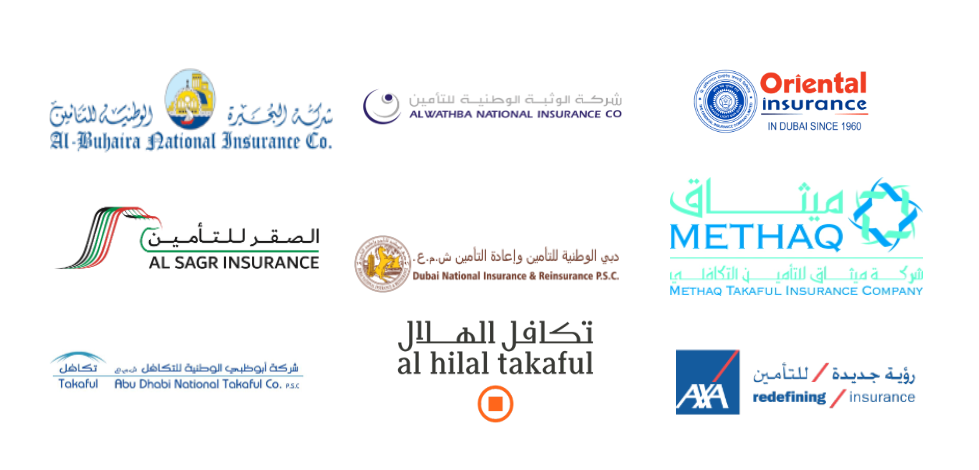 شركة البحيرة الوطنية للتأمين
Al-Buhaira National Insurance Co.
شركة الوثبة الوطنية للتأمين
ALWATHBA NATIONAL INSURANCE CO
Oriental
insurance
IN DUBAI SINCE 1960
الصقر للتأمين
AL SAGR INSURANCE
دبي الوطنية للتأمين وإعادة التأمين ش.م.ع.
Dubai National Insurance & Reinsurance P.S.C.
ميثاق
METHAQ
شركة ميثاق للتأمين التكافلي
METHAQ TAKAFUL INSURANCE COMPANY
تكافل
Takaful
شركة أبوظبي الوطنية للتكافل ش.م.ع
Abu Dhabi National Takaful Co. P.S.C
تكافل الهلال
al hilal takaful
AXA
رؤية جديدة / للتأمين
redefining / insurance